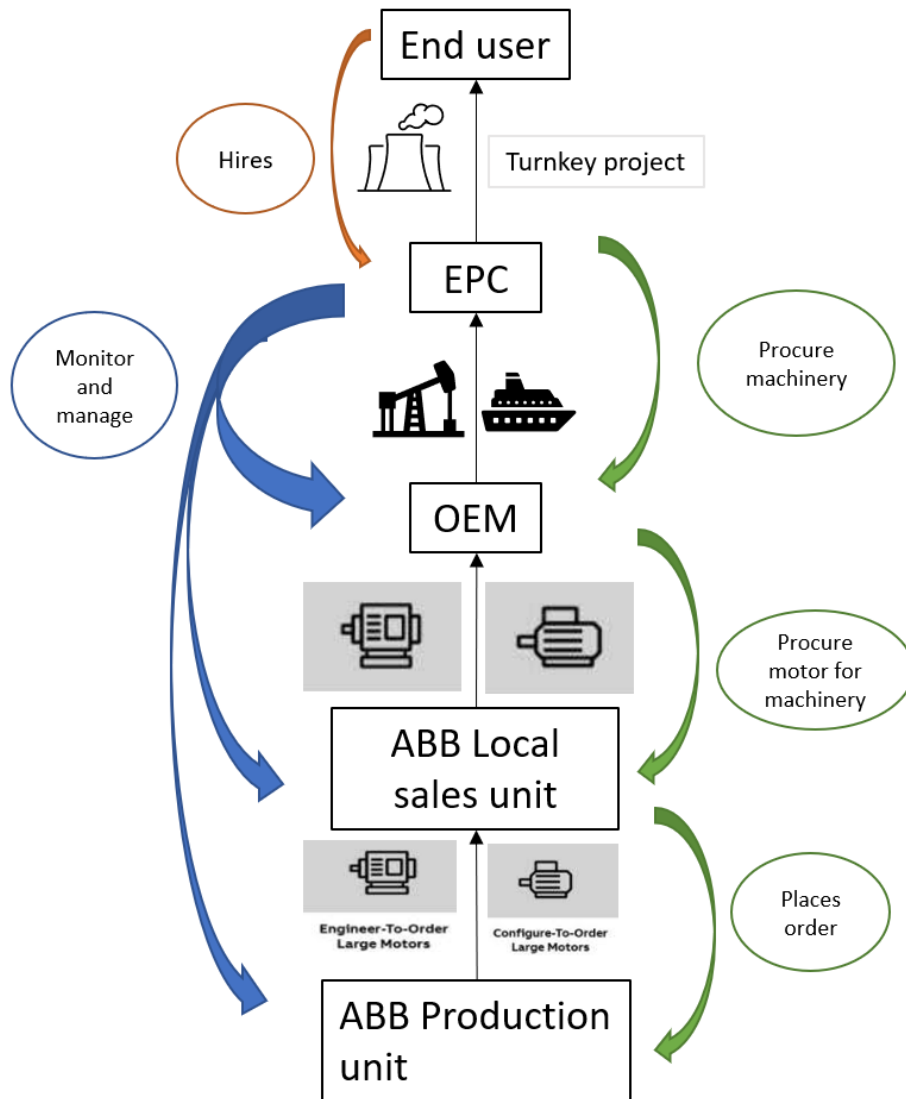 End user
Hires
Turnkey project
EPC
Monitor
and
manage
Procure
machinery
OEM
Procure
motor for
machinery
ABB Local
sales unit
Engineer-To-Order
Large Motors
Configure-To-Order
Large Motors
Places
order
ABB Production
unit